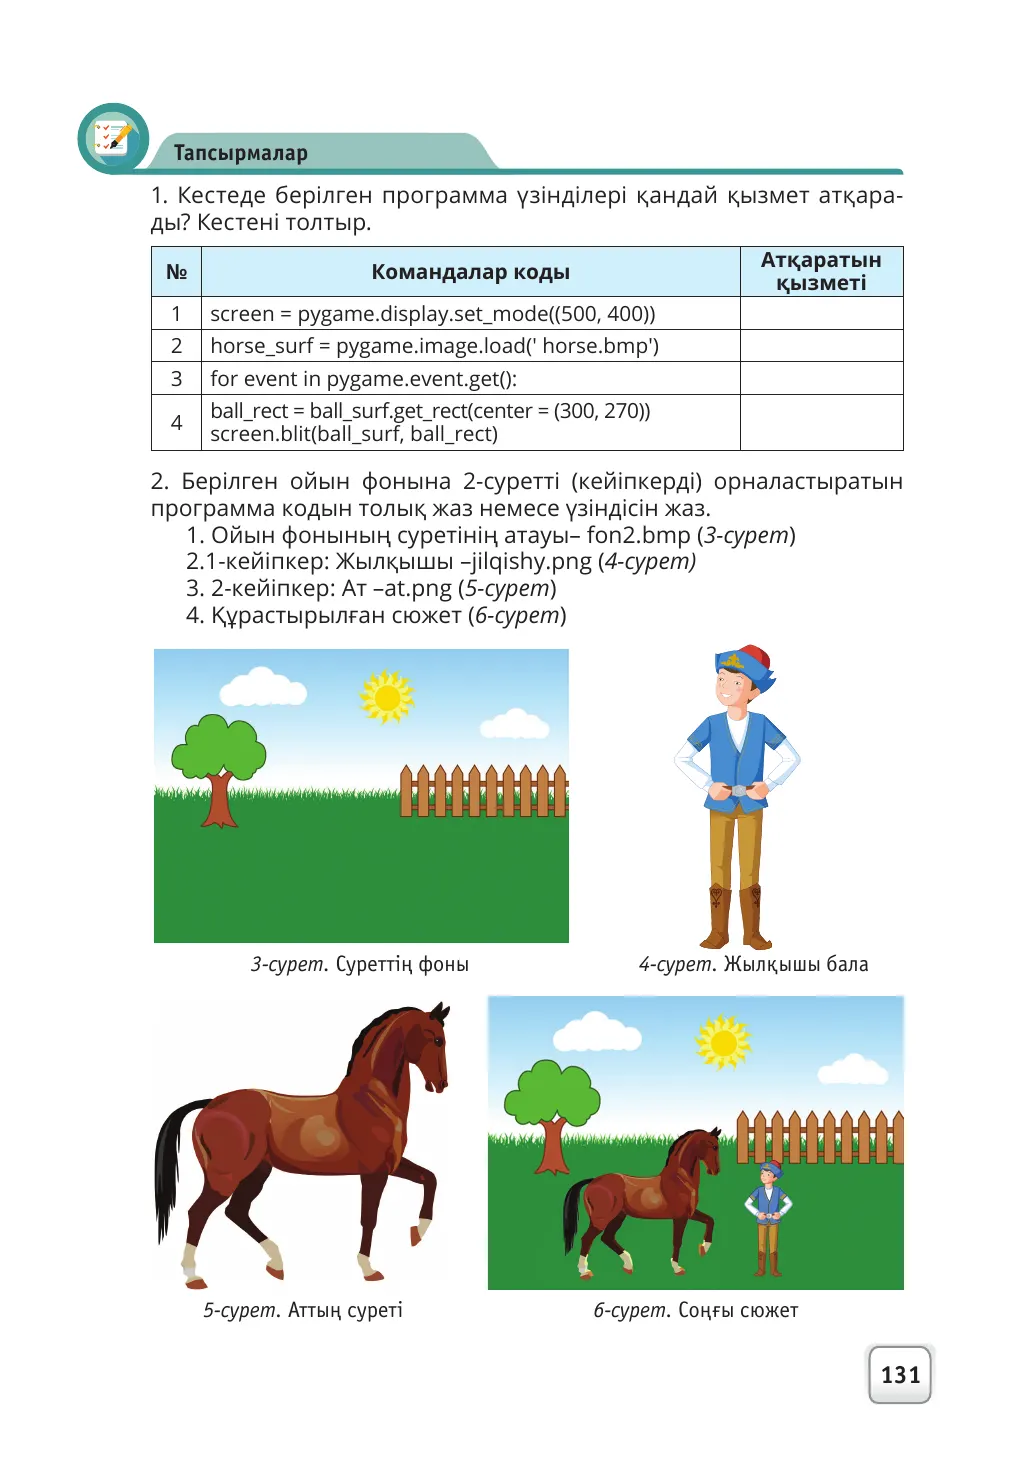 Тапсырмалар
1. Кестеде берілген программа үзінділері қандай қызмет атқара-
ды? Кестені толтыр.
№ Командалар коды Атқаратын қызметі
1 screen = pygame.display.set_mode((500, 400))
2 horse_surf = pygame.image.load(' horse.bmp')
3 for event in pygame.event.get():
4 ball_rect = ball_surf.get_rect(center = (300, 270))
screen.blit(ball_surf, ball_rect)
2. Берілген ойын фонына 2-суретті (кейіпкерді) орналастыратын
программа кодын толық жаз немесе үзіндісін жаз.
1. Ойын фонының суретінің атауы– fon2.bmp (3-сурет)
2.1-кейіпкер: Жылқышы –jilqishy.png (4-сурет)
3. 2-кейіпкер: Ат –at.png (5-сурет)
4. Құрастырылған сюжет (6-сурет)
3-сурет. Суреттің фоны
4-сурет. Жылқышы бала
5-сурет. Аттың суреті
6-сурет. Соңғы сюжет
131